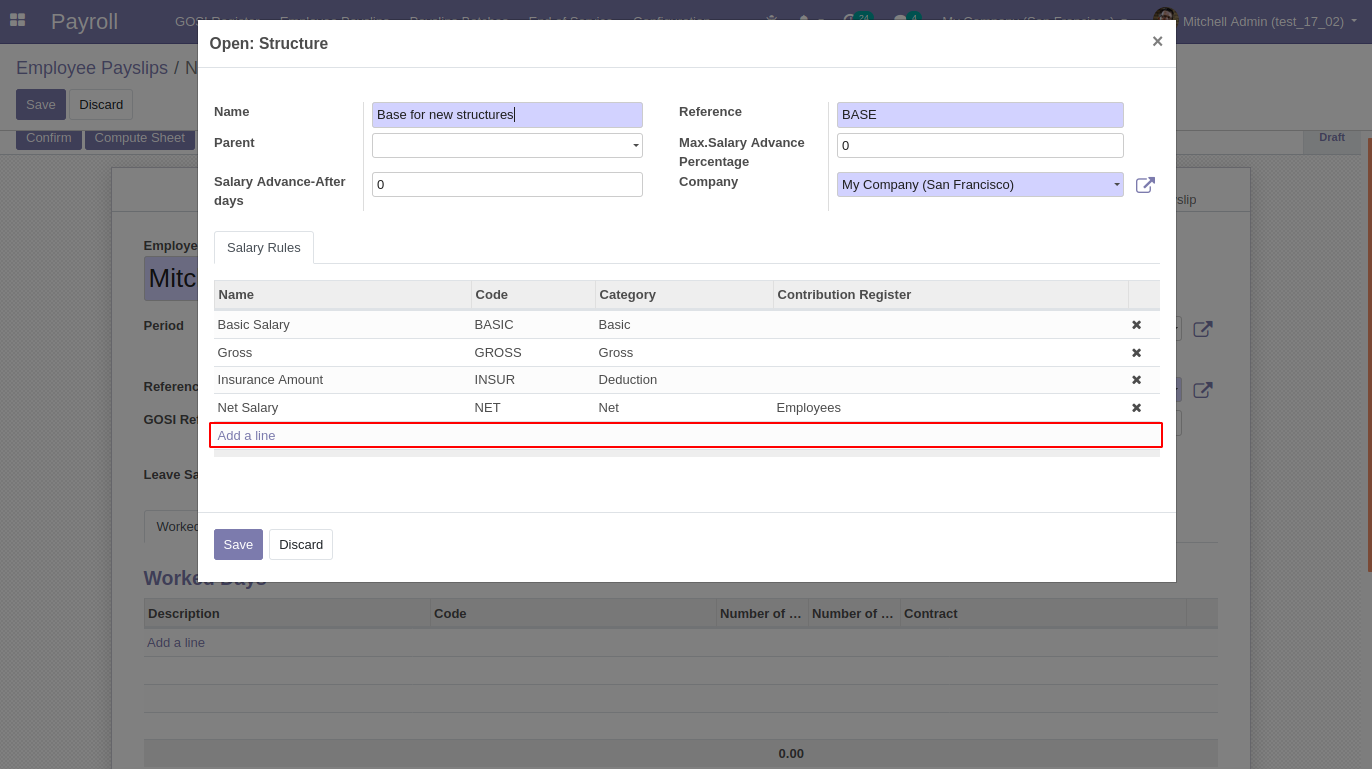 Payroll
GOSI Register Employee Payslips Payslip Batches End of Service Configuration 24 4 My Company (San Francisco) Mitchell Admin (test_17_02)
Employee Payslips / N
Save Discard
Confirm Compute Sheet Draft
Open: Structure ×
Name Base for new structures Reference BASE
Parent Max.Salary Advance Percentage 0
Salary Advance-After days 0 Company My Company (San Francisco)
Salary Rules
Name Code Category Contribution Register
Basic Salary BASIC Basic
Gross GROSS Gross
Insurance Amount INSUR Deduction
Net Salary NET Net Employees
Add a line
Save Discard
yslip
Employe
Mitc
Period
Referenc
GOSI Ref
Leave Sa
Worked
Worked Days
Description Code Number of ... Number of ... Contract
Add a line
0.00